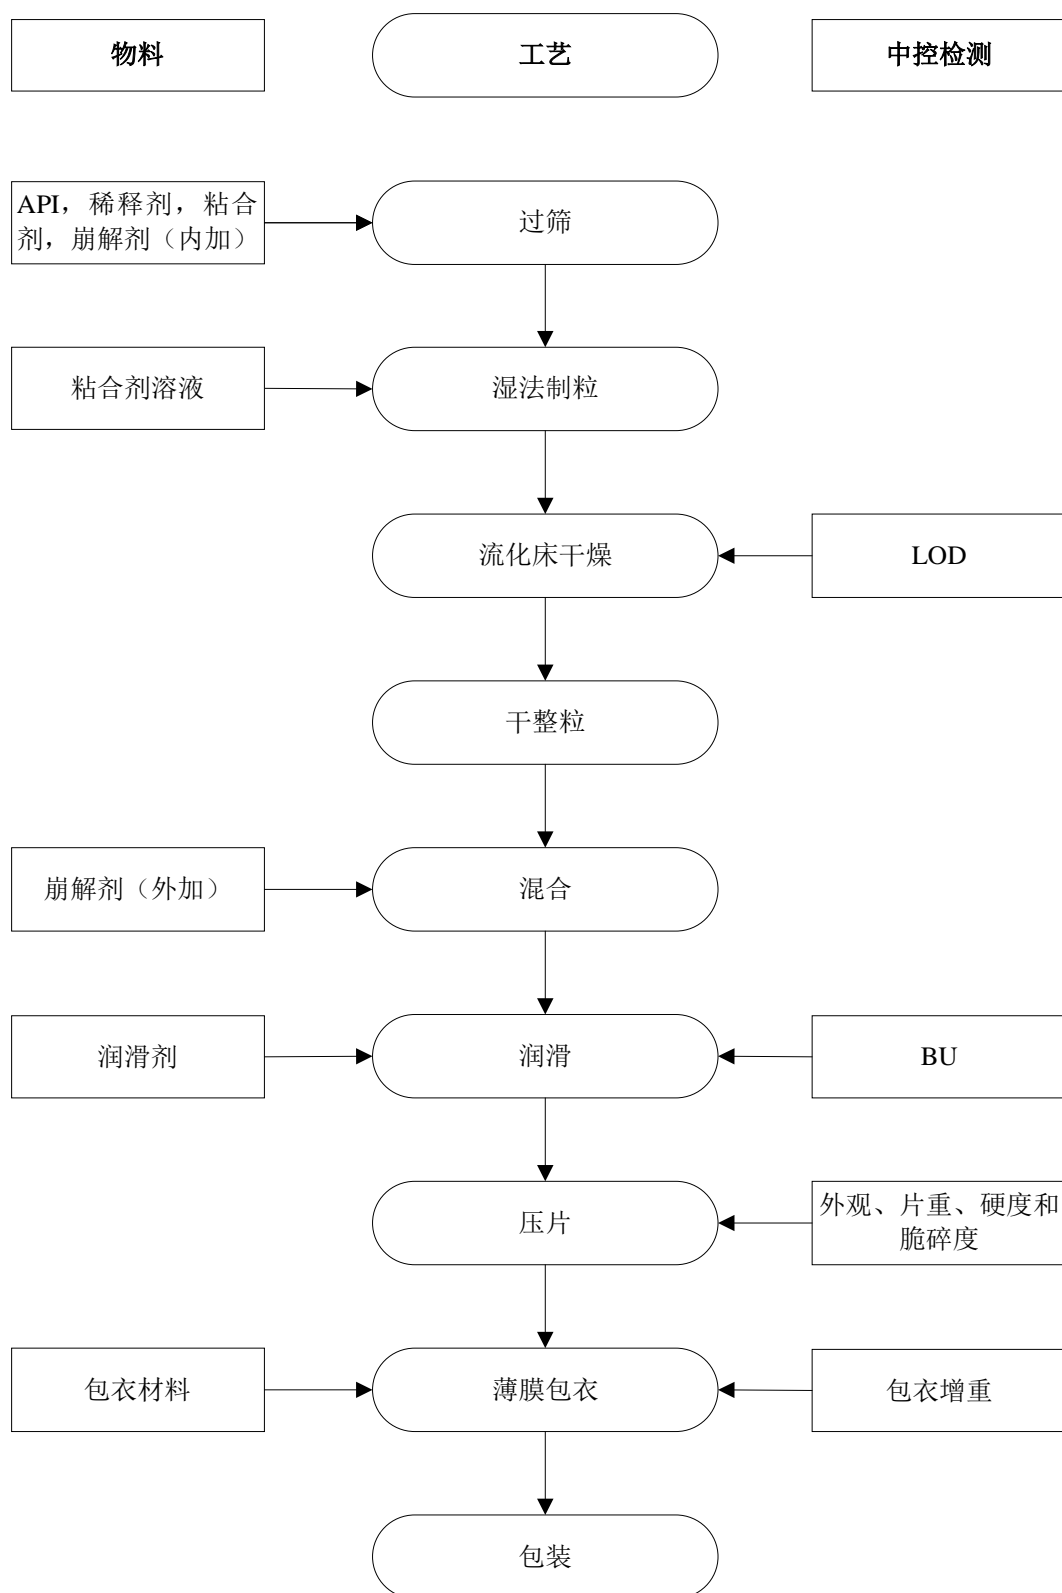 物料
工艺
中控检测
API，稀释剂，粘合
剂，崩解剂（内加）
过筛
粘合剂溶液
湿法制粒
流化床干燥
LOD
干整粒
崩解剂（外加）
混合
润滑剂
润滑
BU
压片
外观、片重、硬度和
脆碎度
包衣材料
薄膜包衣
包衣增重
包装